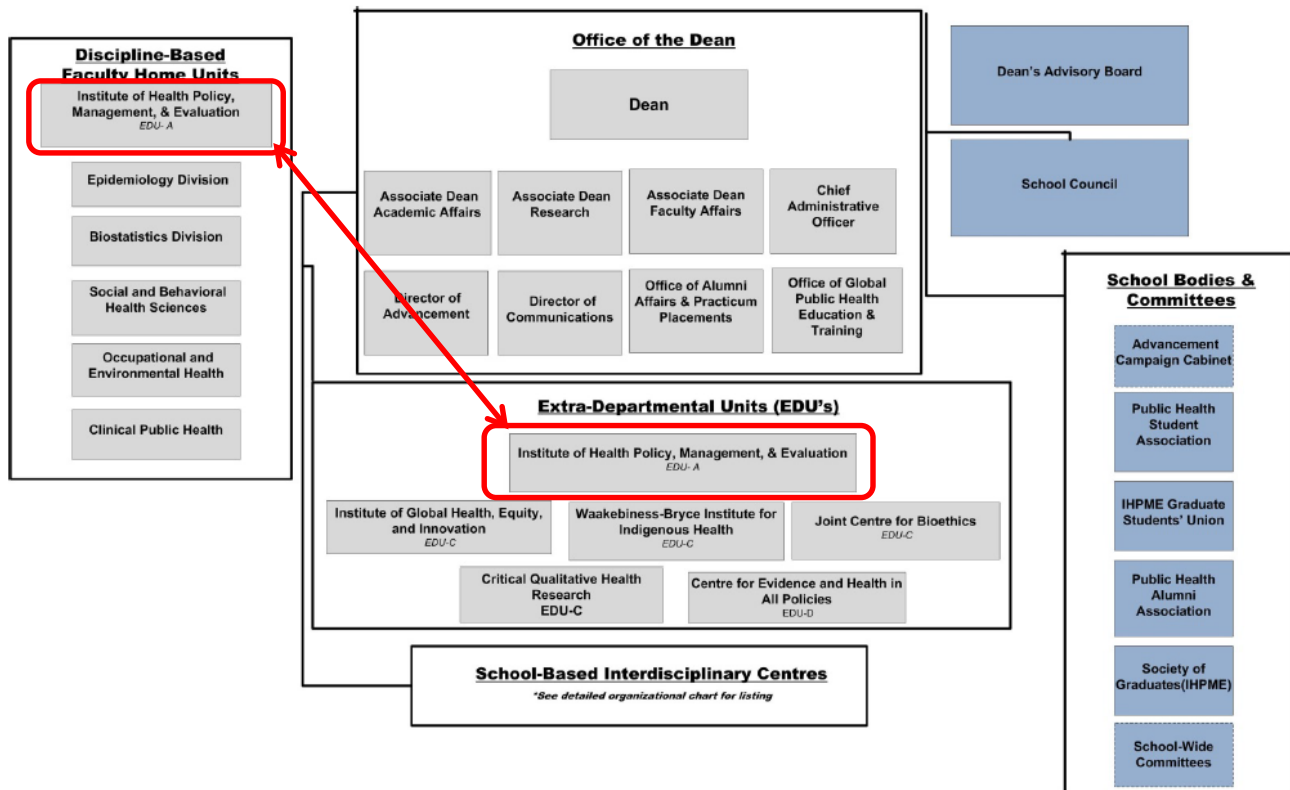 Discipline-Based
Faculty Home Units
Institute of Health Policy,
Management, & Evaluation
EDU- A
Epidemiology Division
Biostatistics Division
Social and Behavioral
Health Sciences
Occupational and
Environmental Health
Clinical Public Health
Office of the Dean
Dean
Associate Dean
Academic Affairs
Associate Dean
Research
Associate Dean
Faculty Affairs
Chief
Administrative
Officer
Director of
Advancement
Director of
Communications
Office of Alumni
Affairs & Practicum
Placements
Office of Global
Public Health
Education &
Training
Extra-Departmental Units (EDU's)
Institute of Health Policy, Management, & Evaluation
EDU- A
Institute of Global Health, Equity,
and Innovation
EDU-C
Waakebiness-Bryce Institute for
Indigenous Health
EDU-C
Joint Centre for Bioethics
EDU-C
Critical Qualitative Health
Research
EDU-C
Centre for Evidence and Health in
All Policies
EDU-D
School-Based Interdisciplinary Centres
*See detailed organizational chart for listing
Dean's Advisory Board
School Council
School Bodies &
Committees
Advancement
Campaign Cabinet
Public Health
Student
Association
IHPME Graduate
Students' Union
Public Health
Alumni
Association
Society of
Graduates(IHPME)
School-Wide
Committees